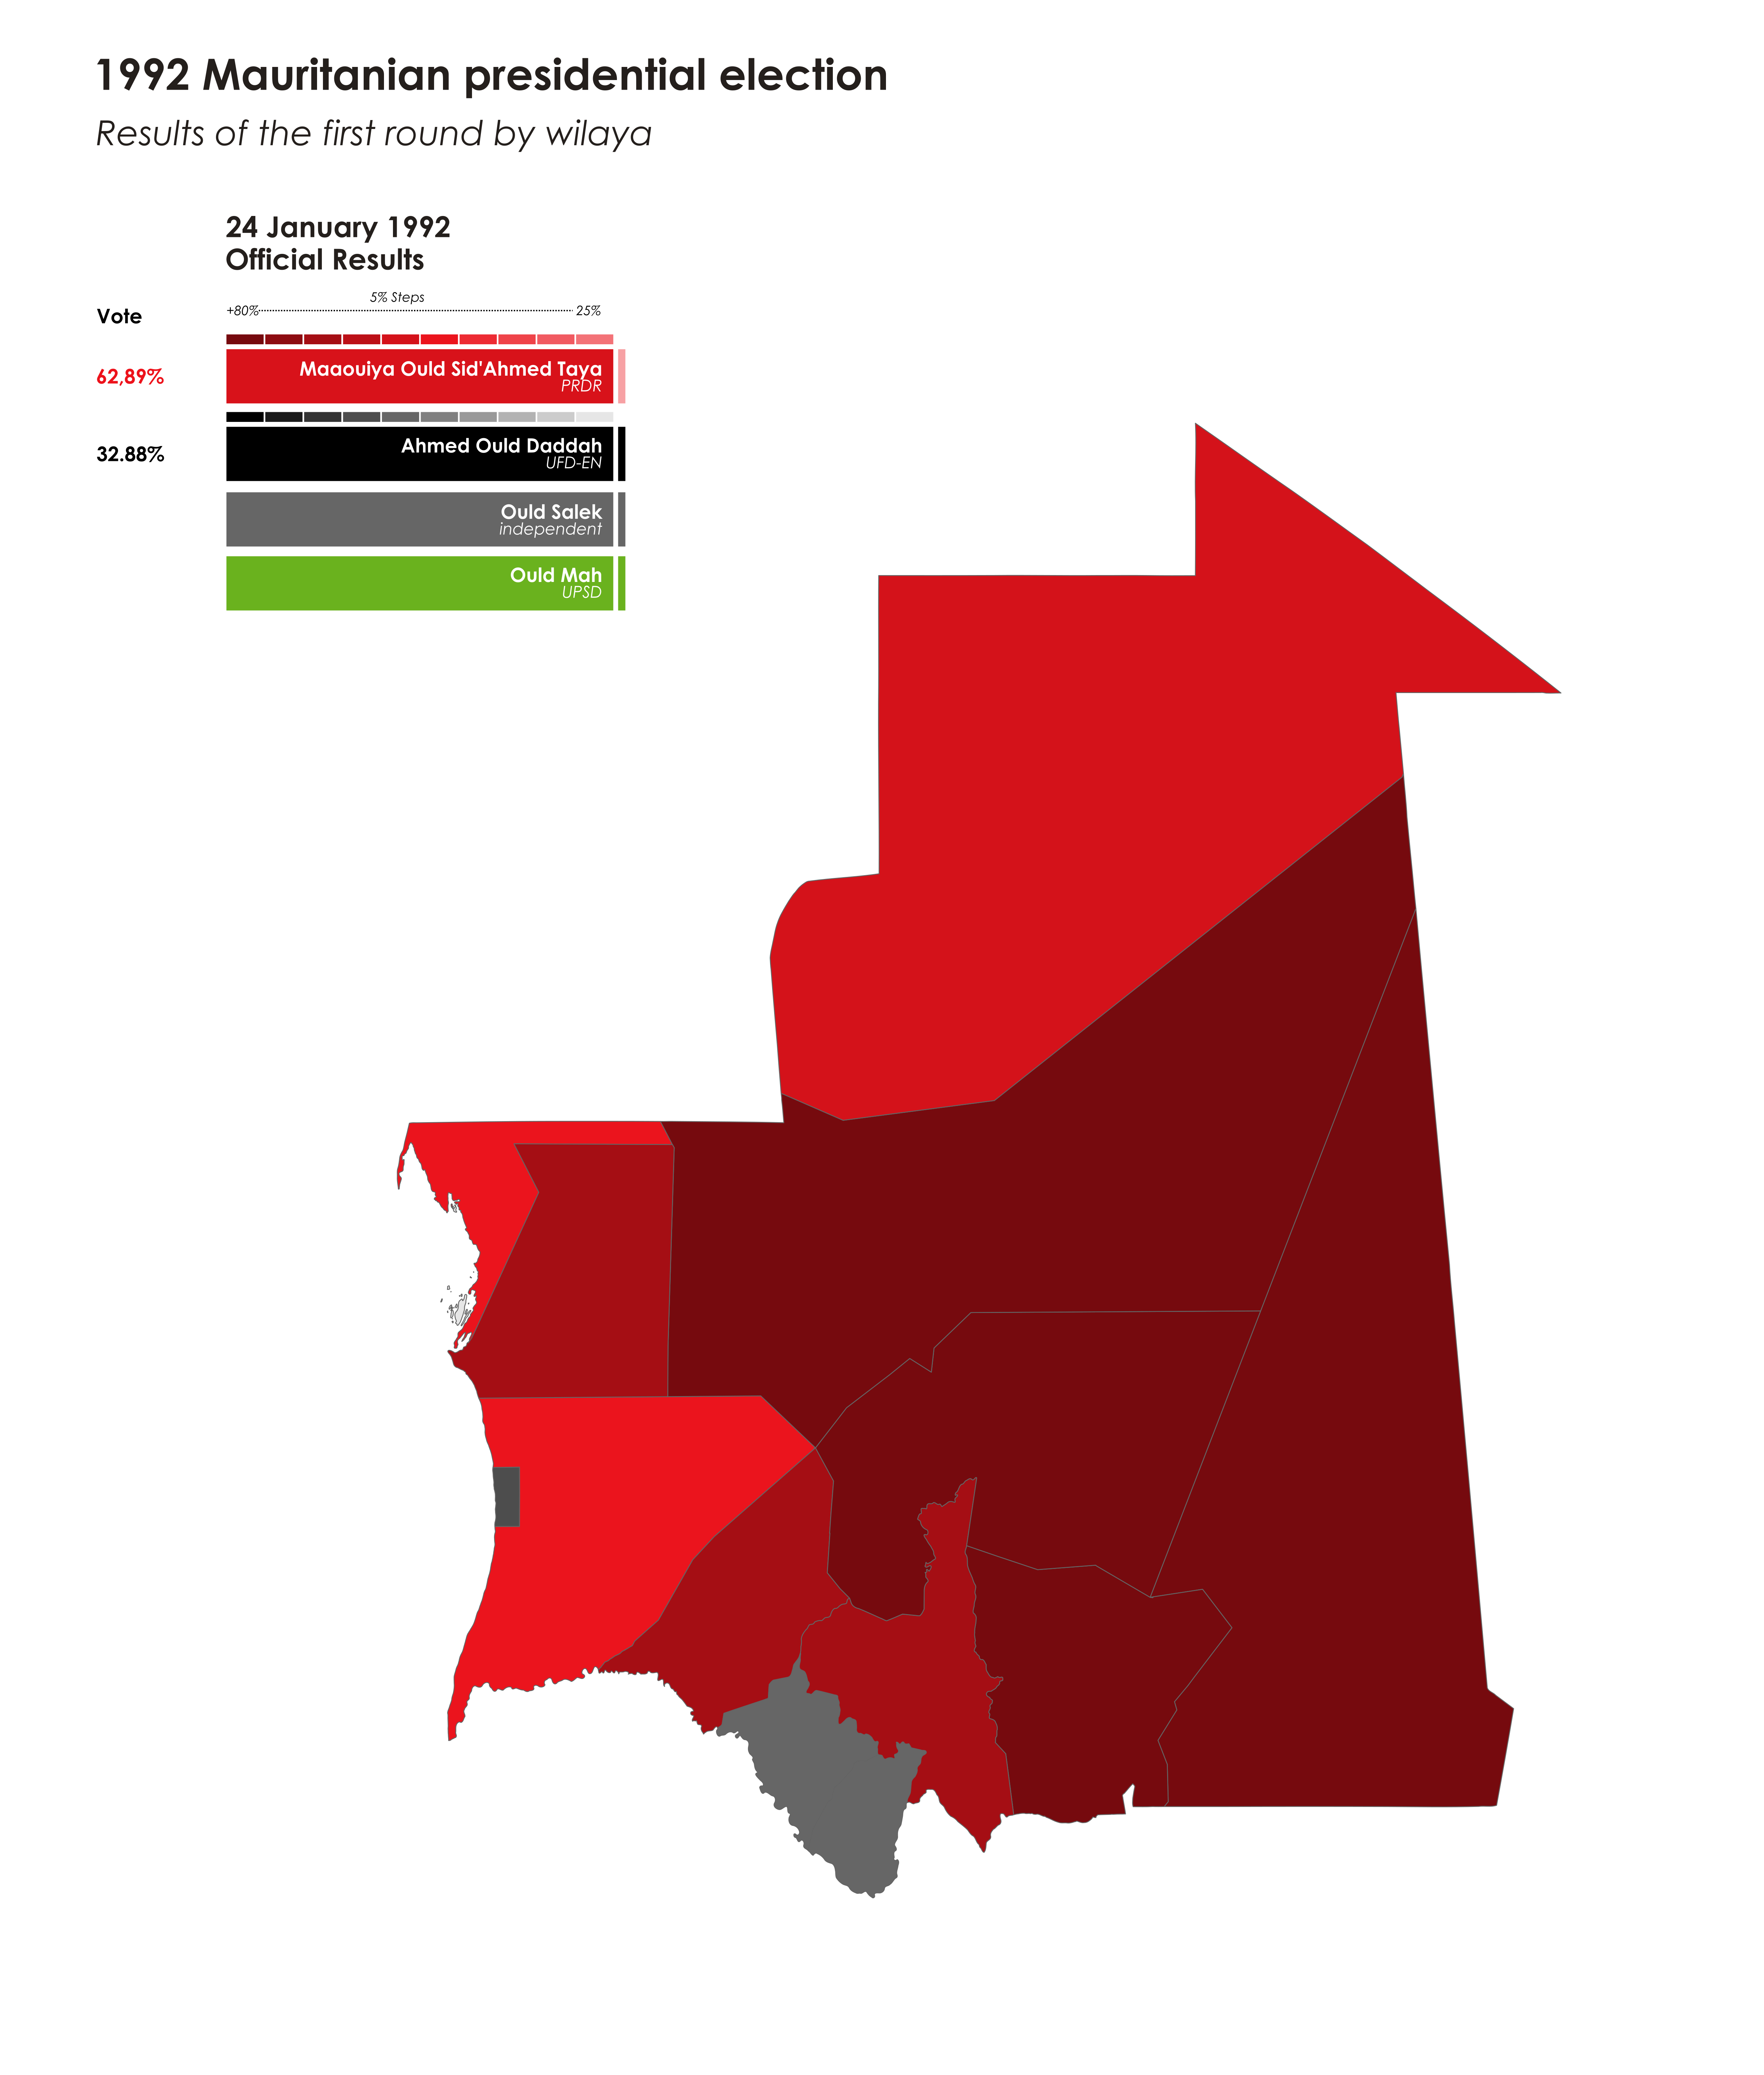 1992 Mauritanian presidential election
Results of the first round by wilaya
24 January 1992
Official Results
5% Steps
+80% 25%
Vote
62,89%
Maaouiya Ould Sid'Ahmed Taya
PRDR
32.88%
Ahmed Ould Daddah
UFD-EN
Ould Salek
independent
Ould Mah
UPSD